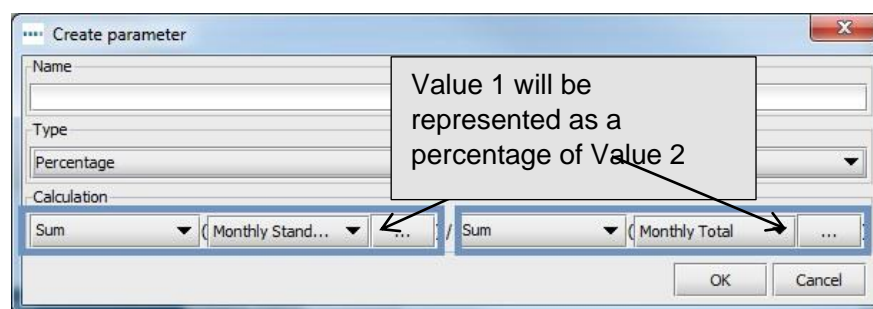 Create parameter
Name
Value 1 will be
represented as a
percentage of Value 2
Type
Percentage
Calculation
Sum ( Monthly Stand... ... ) / Sum ( Monthly Total ... )
OK Cancel